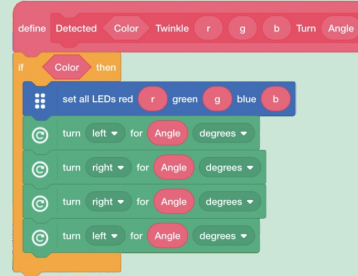 define Detected Color Twinkle r g b Turn Angle
if Color then
set all LEDs red r green g blue b
turn left for Angle degrees
turn right for Angle degrees
turn right for Angle degrees
turn left for Angle degrees